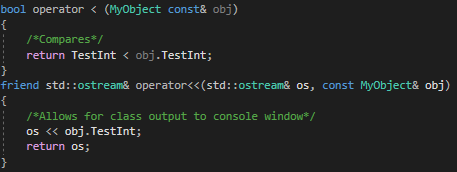 bool operator < (MyObject const& obj)
{
/*Compares*/
return TestInt < obj.TestInt;
}
friend std::ostream& operator<<(std::ostream& os, const MyObject& obj)
{
/*Allows for class output to console window*/
os << obj.TestInt;
return os;
}